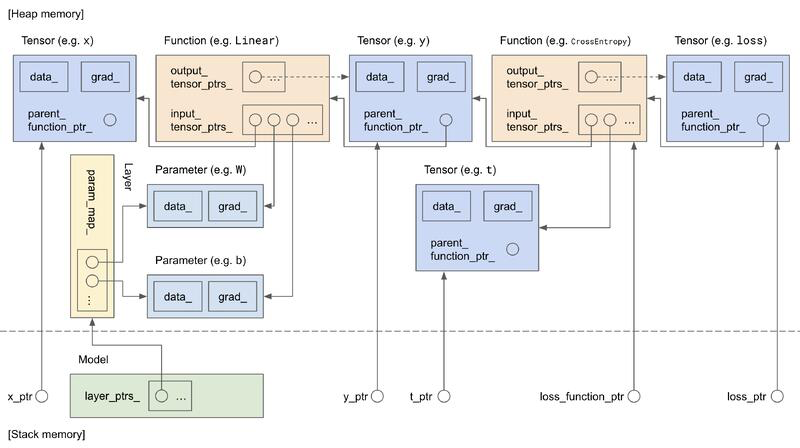 [Heap memory]
Tensor (e.g. x)
Function (e.g. Linear)
Tensor (e.g. y)
Function (e.g. CrossEntropy)
Tensor (e.g. loss)
data_
grad_
parent_
function_ptr_
output_
tensor_ptrs_
...
input_
tensor_ptrs_
...
data_
grad_
parent_
function_ptr_
output_
tensor_ptrs_
...
input_
tensor_ptrs_
...
data_
grad_
parent_
function_ptr_
Layer
param_map_
...
Parameter (e.g. W)
data_
grad_
Parameter (e.g. b)
data_
grad_
Tensor (e.g. t)
data_
grad_
parent_
function_ptr_
Model
layer_ptrs_
...
x_ptr
y_ptr
t_ptr
loss_function_ptr
loss_ptr
[Stack memory]